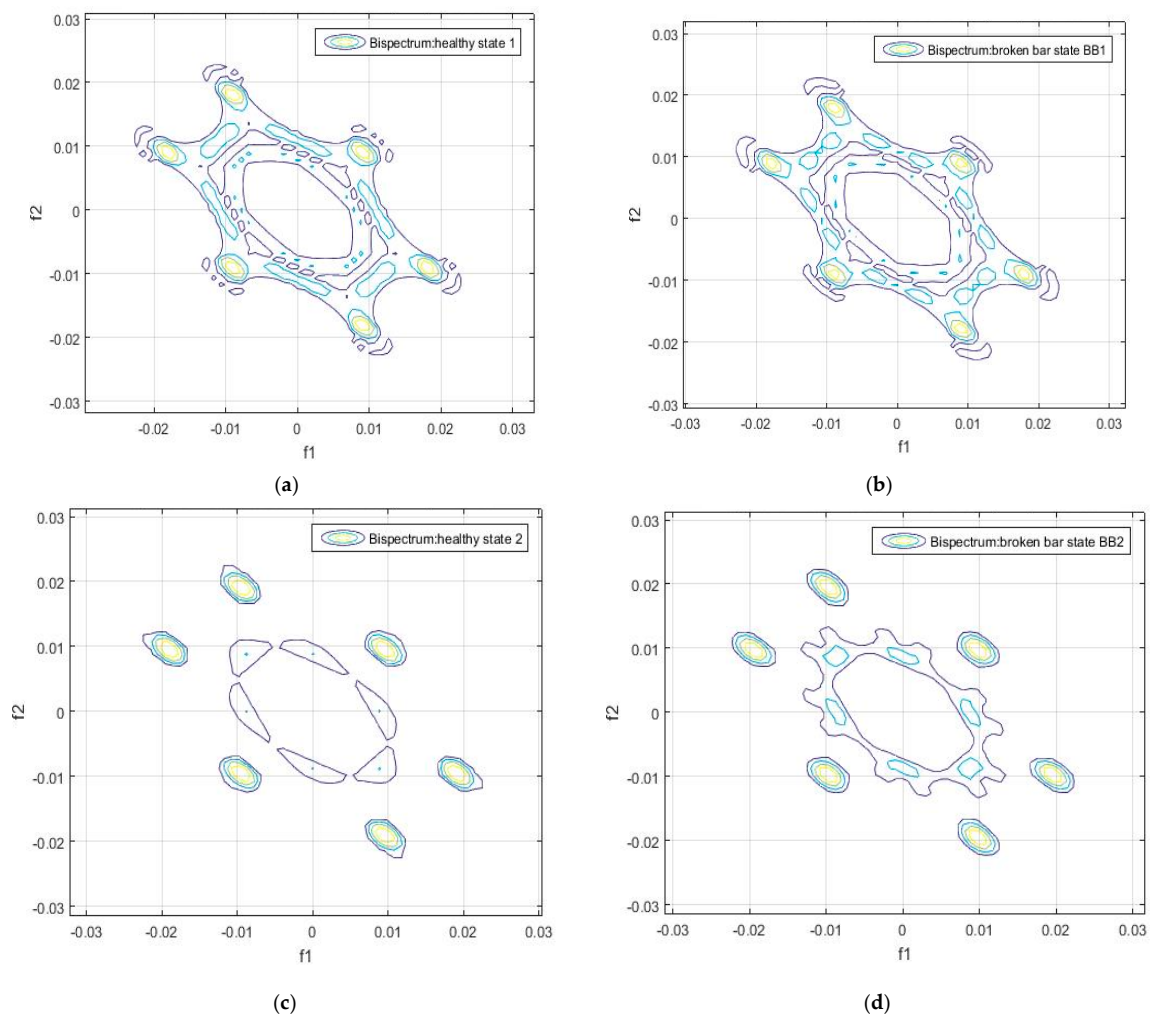 0.03
Bispectrum:healthy state 1
0.02
0.01
f2
0
-0.01
-0.02
-0.03
-0.02 -0.01 0 0.01 0.02 0.03
f1
(a)
0.03
Bispectrum:broken bar state BB1
0.02
0.01
f2
0
-0.01
-0.02
-0.03
-0.03 -0.02 -0.01 0 0.01 0.02 0.03
f1
(b)
0.03
Bispectrum:healthy state 2
0.02
0.01
f2
0
-0.01
-0.02
-0.03
-0.03 -0.02 -0.01 0 0.01 0.02 0.03
f1
(c)
0.03
Bispectrum:broken bar state BB2
0.02
0.01
f2
0
-0.01
-0.02
-0.03
-0.03 -0.02 -0.01 0 0.01 0.02 0.03
f1
(d)